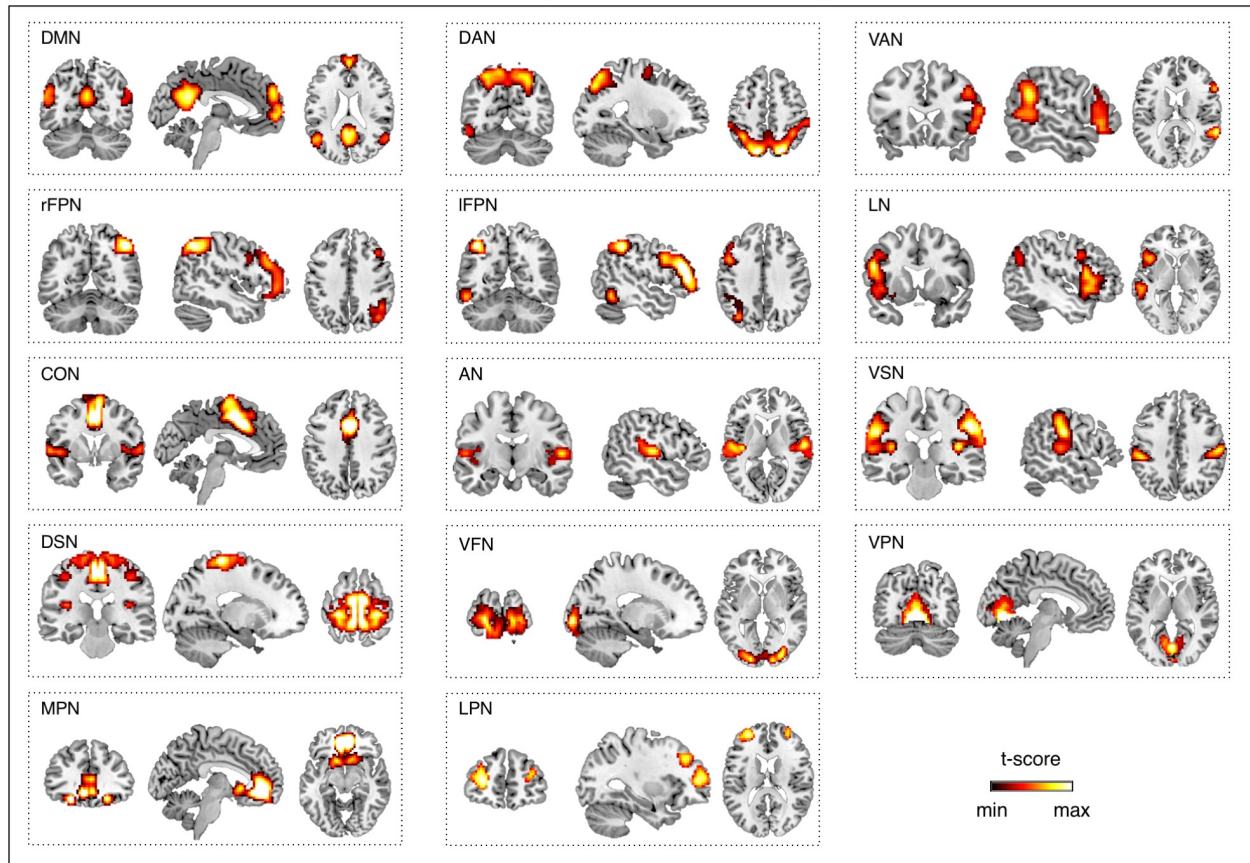 DMN
DAN
VAN
rFPN
lFPN
LN
CON
AN
VSN
DSN
VFN
VPN
MPN
LPN
t-score
min max